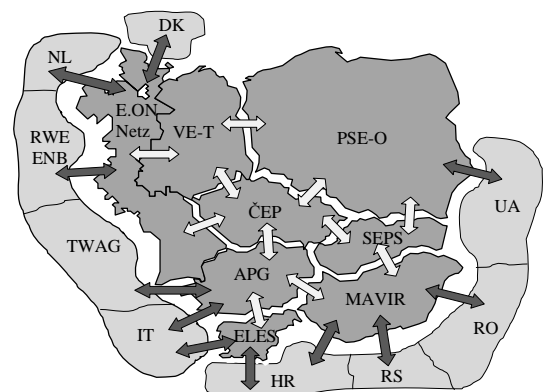 DK
NL
E.ON
Netz
VE-T
PSE-O
RWE
ENB
UA
ČEP
SEPS
TWAG
APG
MAVIR
IT
ELES
RO
HR
RS